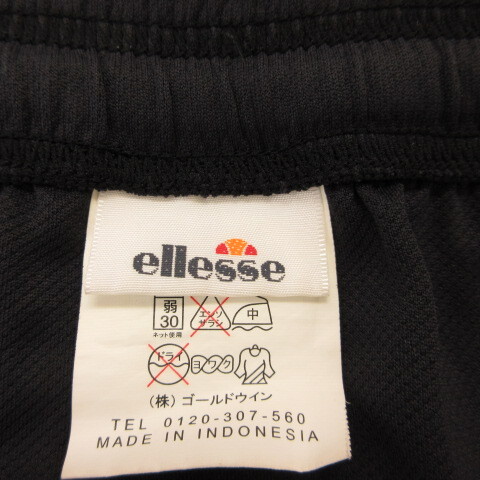 ellesse
弱 エンソ 中
30 サラシ
ネット使用
ドライ ヨワク
(株) ゴールドウイン
TEL 0120-307-560
MADE IN INDONESIA